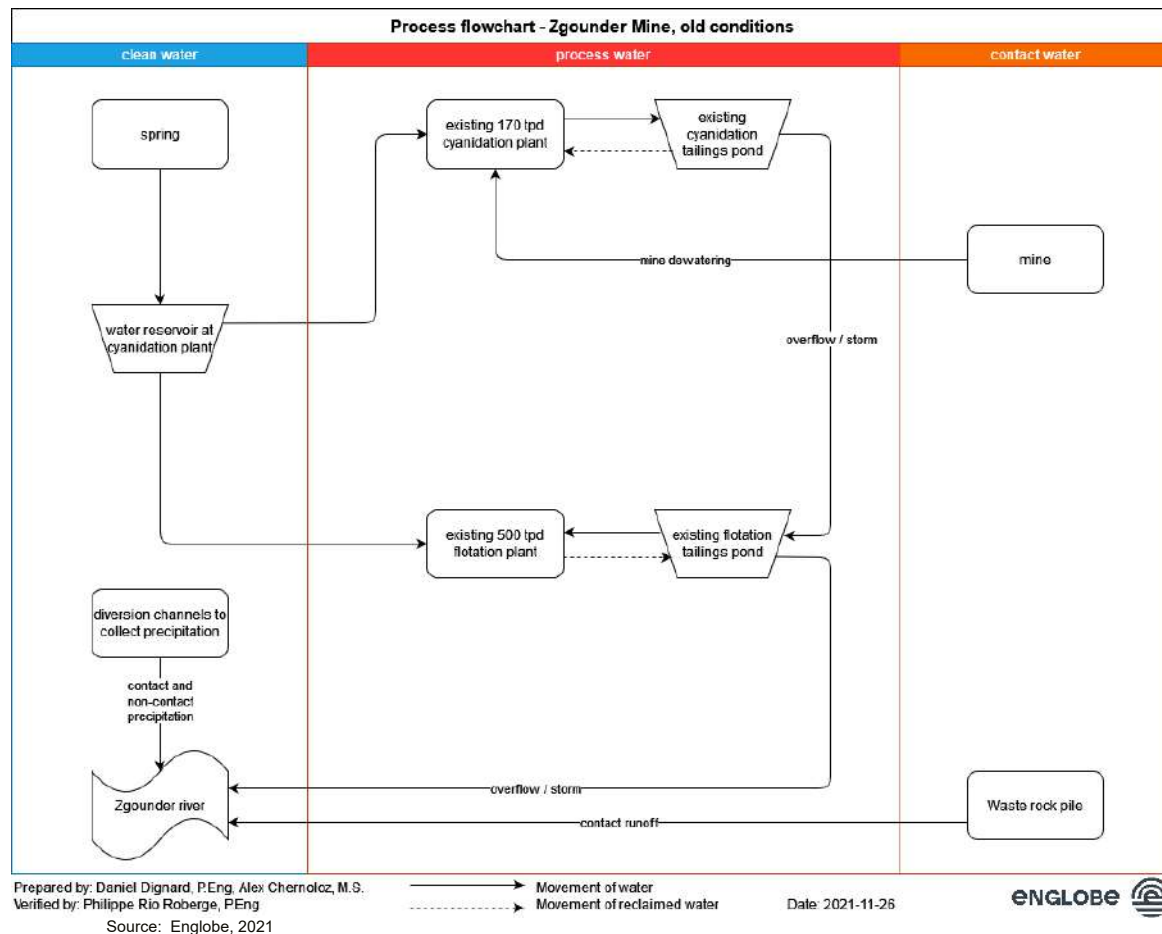 Process flowchart - Zgounder Mine, old conditions
clean water
process water
contact water
spring
existing 170 tpd
cyanidation plant
existing
cyanidation
tailings pond
mine dewatering
mine
water reservoir at
cyanidation plant
overflow / storm
existing 500 tpd
flotation plant
existing flotation
tailings pond
diversion channels to
collect precipitation
contact and
non-contact
precipitation
Zgounder river
overflow / storm
contact runoff
Waste rock pile
Prepared by: Daniel Dignard, P.Eng, Alex Chernoloz, M.S.
Verified by: Philippe Rio Roberge, P.Eng
Movement of water
Movement of reclaimed water
Date: 2021-11-26
ENGLOBE
Source: Englobe, 2021